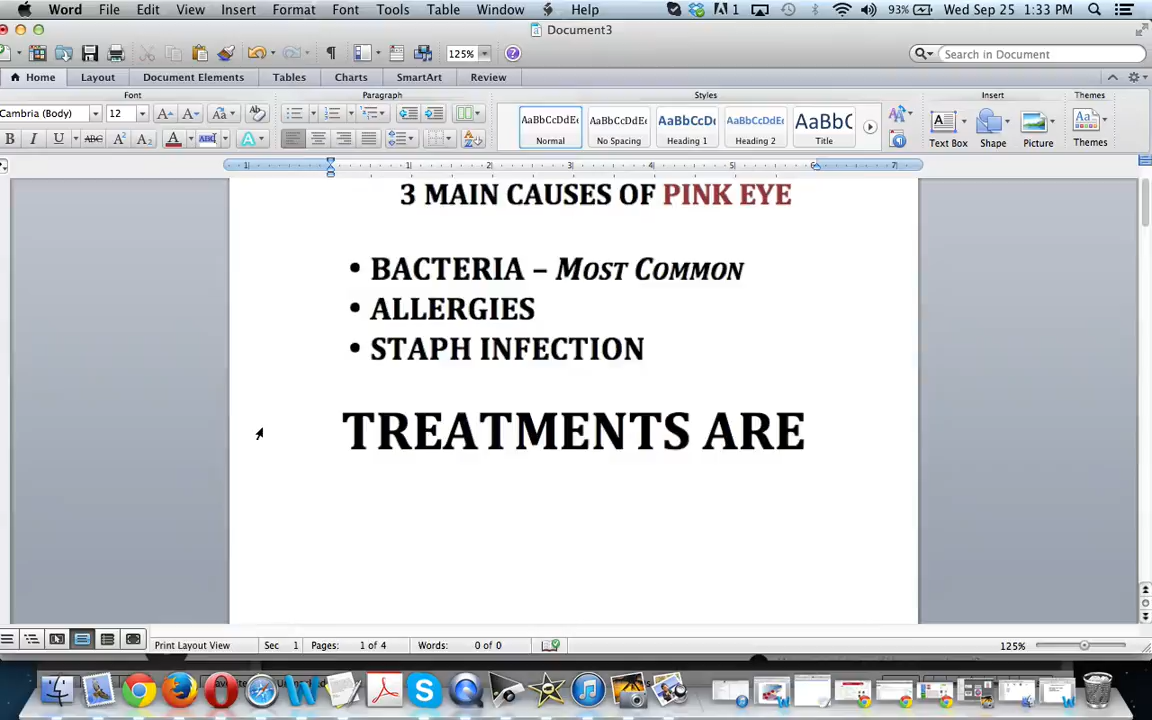 Word File Edit View Insert Format Font Tools Table Window Help 1 93% Wed Sep 25 1:33 PM
Document3
125% Search in Document
Home Layout Document Elements Tables Charts SmartArt Review
Font Paragraph Styles Insert Themes
Cambria (Body) 12 AaBbCcDdEe AaBbCcDdEe AaBbCcDc AaBbCcDdEe AaBbC
Normal No Spacing Heading 1 Heading 2 Title Text Box Shape Picture Themes
3 MAIN CAUSES OF PINK EYE
• BACTERIA – MOST COMMON
• ALLERGIES
• STAPH INFECTION
TREATMENTS ARE
Print Layout View Sec 1 Pages: 1 of 4 Words: 0 of 0 125%